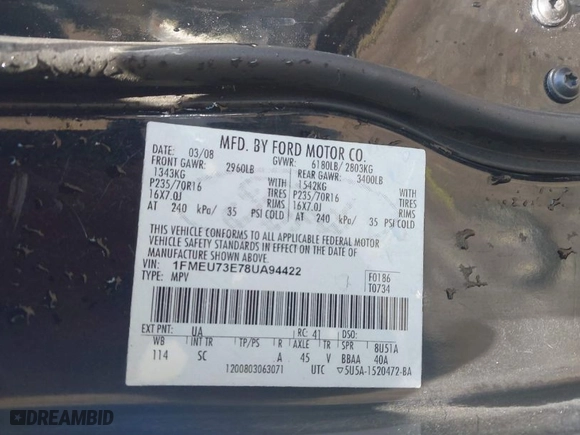 MFD. BY FORD MOTOR CO.
DATE: 03/08 GVWR: 6180LB/ 2803KG
FRONT GAWR: 2960LB REAR GAWR: 3400LB
1343KG WITH 1542KG WITH
P235/70R16 TIRES P235/70R16 TIRES
16X7.0J RIMS 16X7.0J RIMS
AT 240 kPa/ 35 PSI COLD AT 240 kPa/ 35 PSI COLD
THIS VEHICLE CONFORMS TO ALL APPLICABLE FEDERAL MOTOR
VEHICLE SAFETY STANDARDS IN EFFECT ON THE DATE OF
MANUFACTURE SHOWN ABOVE.
VIN: 1FMEU73E78UA94422
TYPE: MPV
F0186
T0734
EXT PNT: UA RC: 41 DSO:
WB INT TR TP/PS R AXLE TR SPR 8U51A
114 SC A 45 V BBAA 40A
1200803063071 UTC ▽5U5A-1520472-BA
DREAMBID